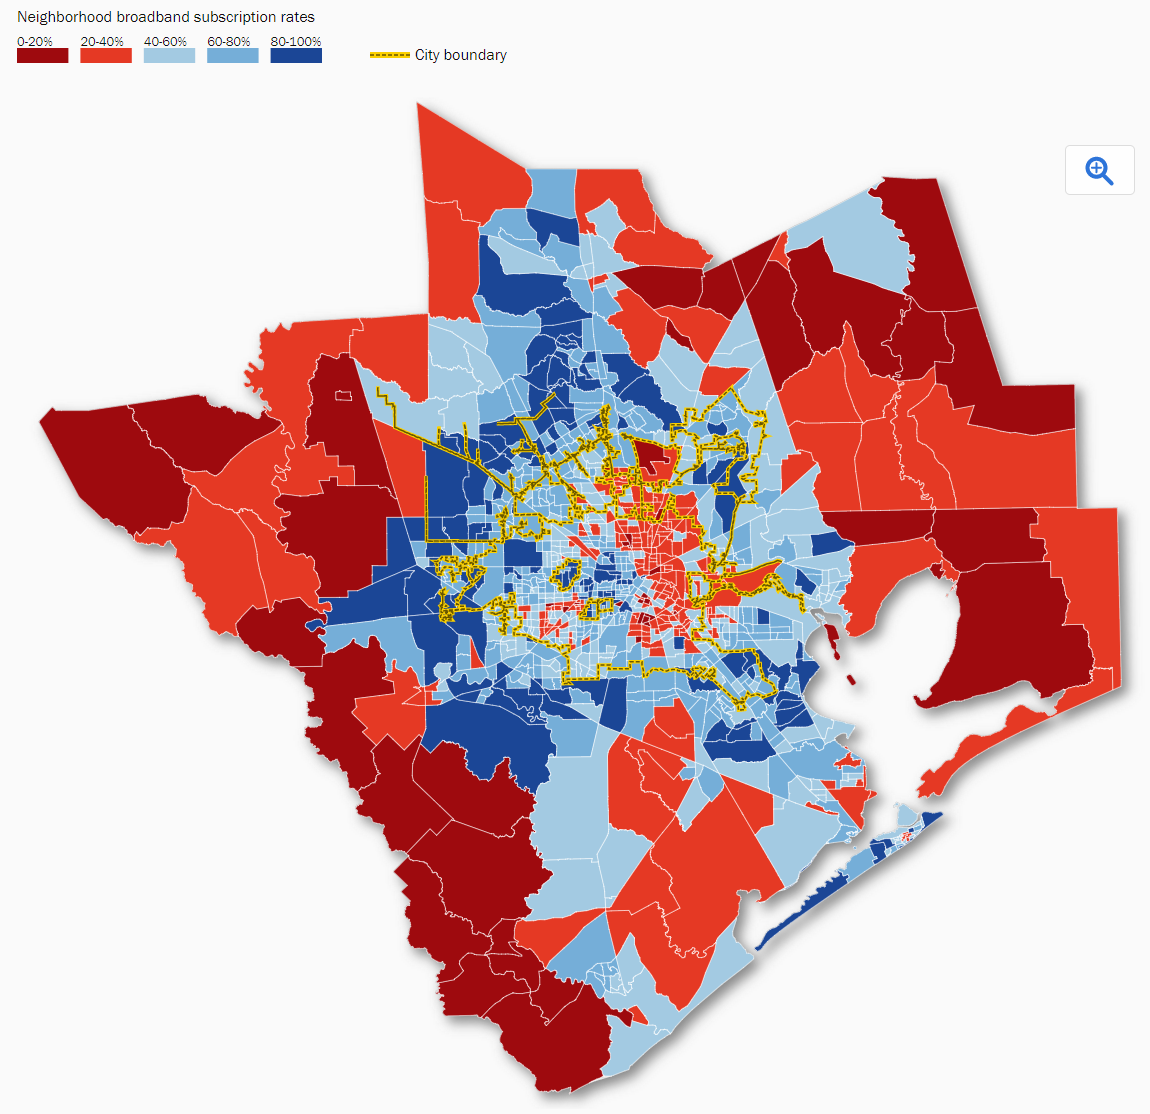 Neighborhood broadband subscription rates
0-20% 20-40% 40-60% 60-80% 80-100%
City boundary